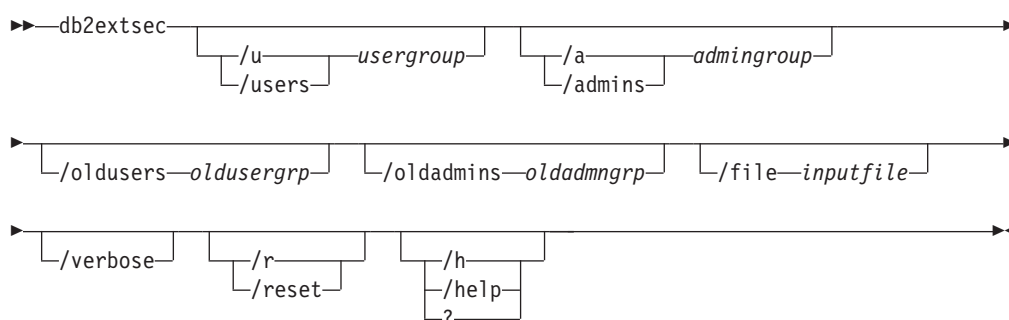 db2extsec /u usergroup /a admingroup
/users /admins
/oldusers oldusergrp /oldadmins oldadmngrp /file inputfile
/verbose /r /h
/reset /help
?